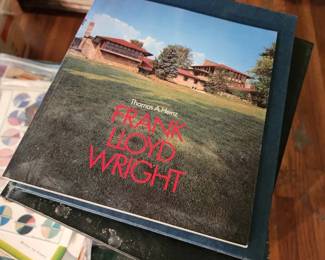 Thomas A. Heinz
FRANK
LLOYD
WRIGHT